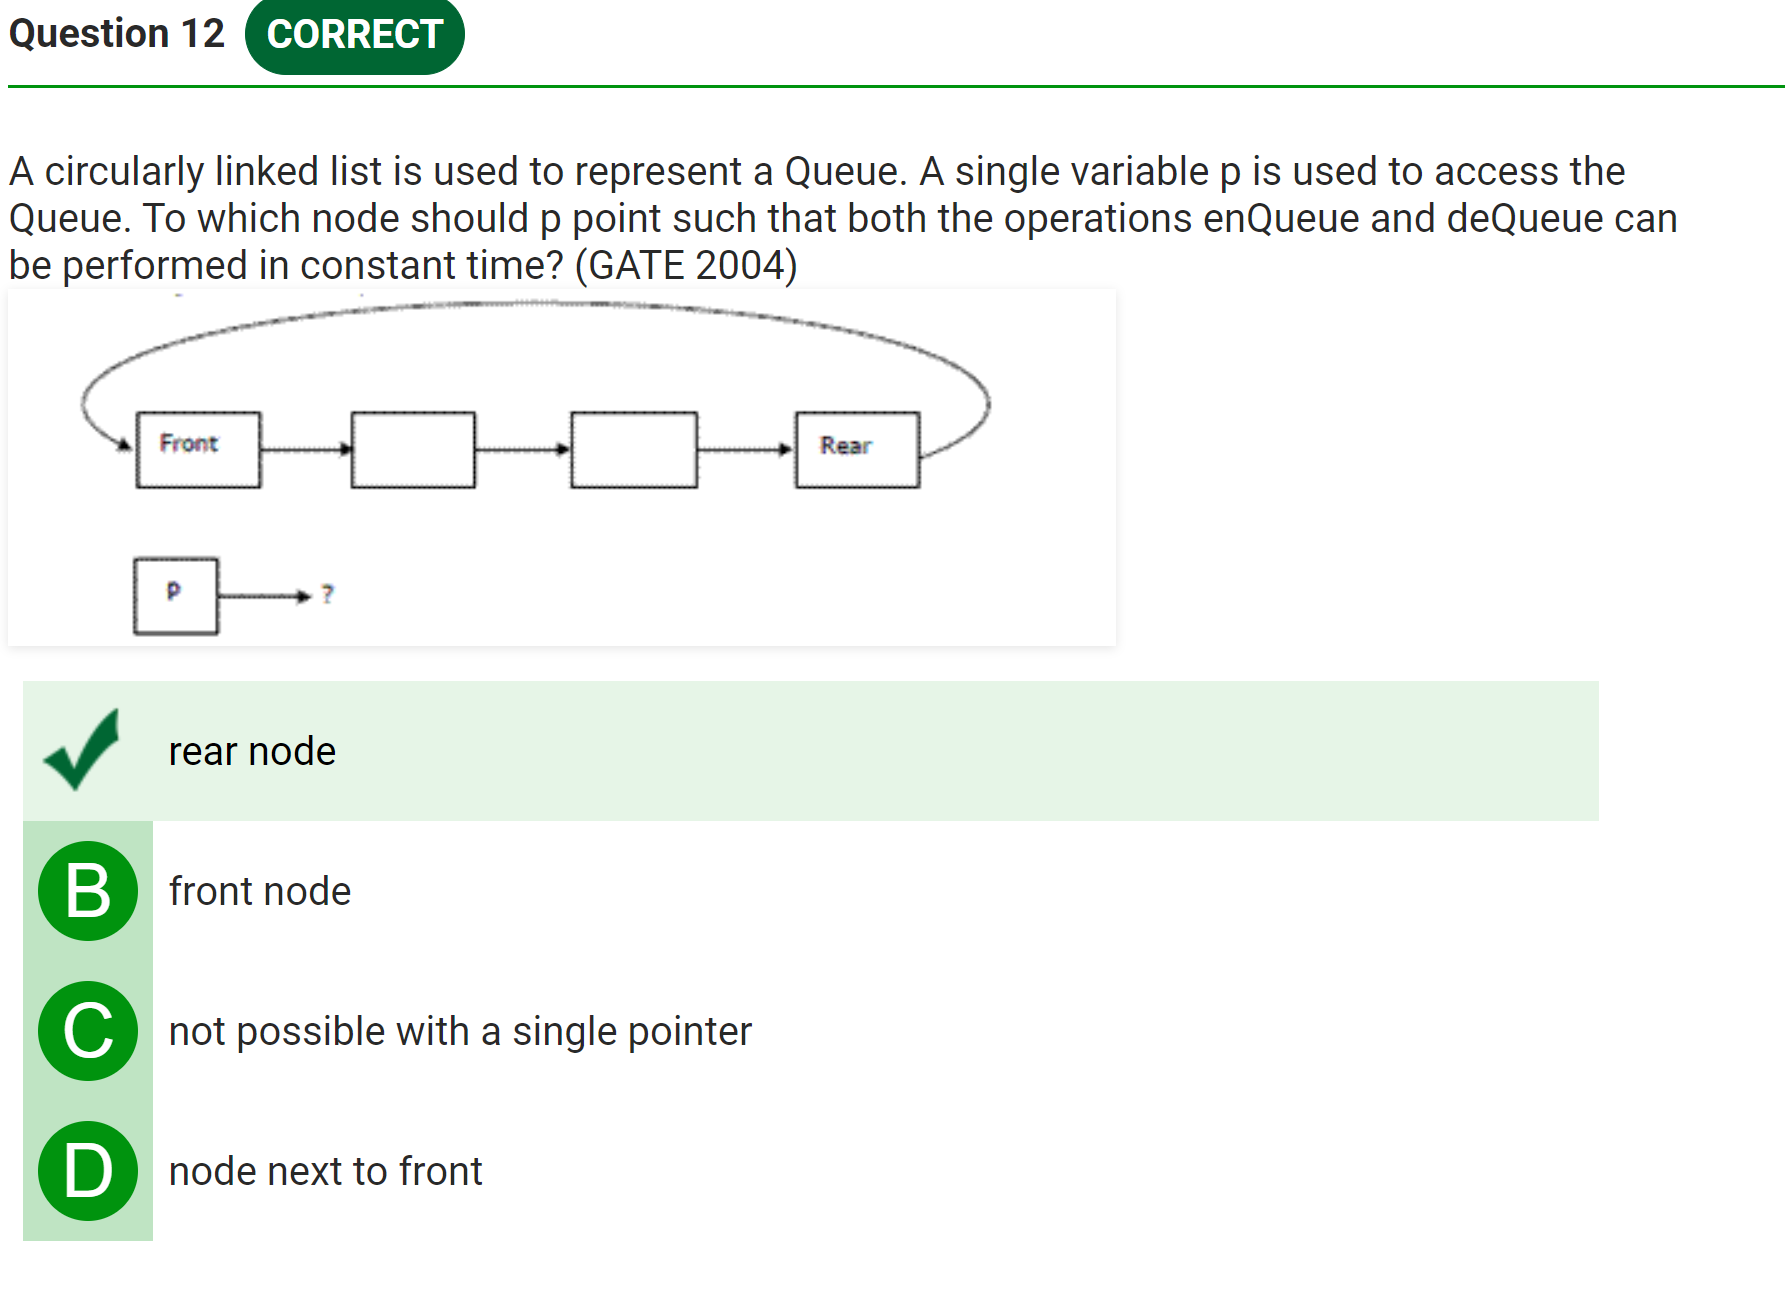 Question 12 CORRECT
A circularly linked list is used to represent a Queue. A single variable p is used to access the
Queue. To which node should p point such that both the operations enQueue and deQueue can
be performed in constant time? (GATE 2004)
Front Rear
p ?
rear node
B front node
C not possible with a single pointer
D node next to front